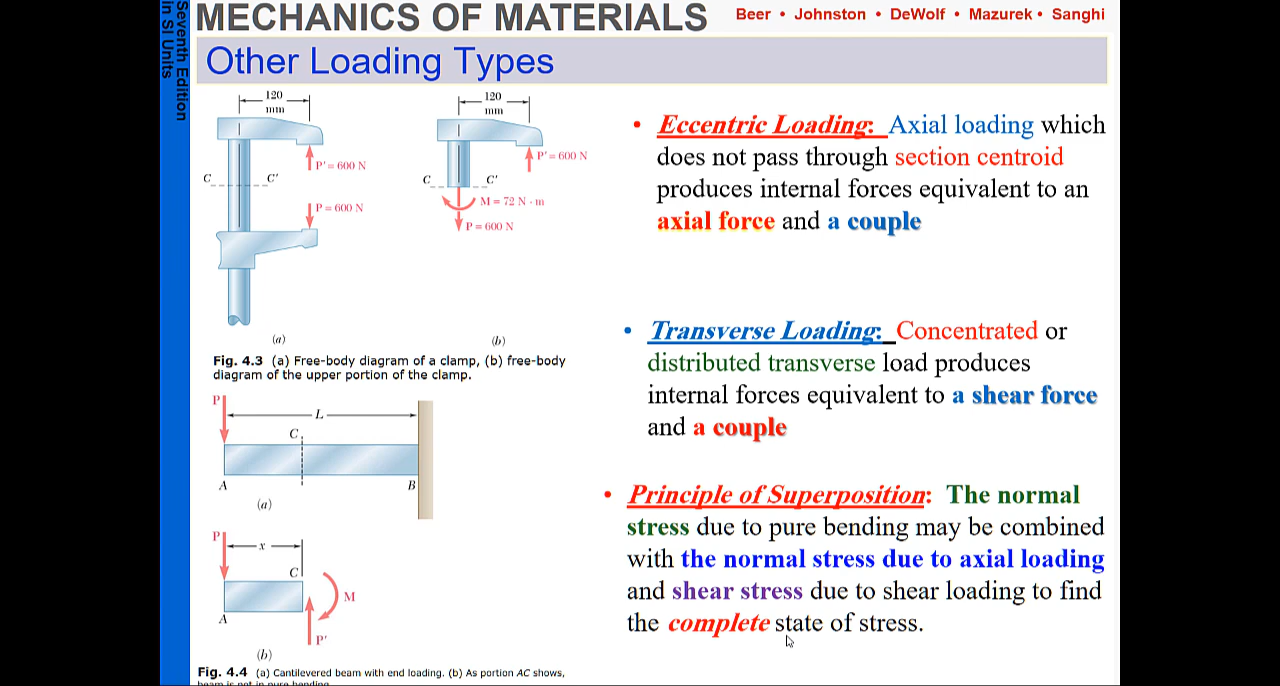 Seventh Edition
in SI Units
MECHANICS OF MATERIALS
Beer • Johnston • DeWolf • Mazurek • Sanghi
Other Loading Types
120
mm
P' = 600 N
C
C'
P = 600 N
(a)
120
mm
P' = 600 N
C
C'
M = 72 N · m
P = 600 N
(b)
Fig. 4.3 (a) Free-body diagram of a clamp, (b) free-body
diagram of the upper portion of the clamp.
P
L
C
A
B
(a)
P
x
C
M
A
P'
(b)
Fig. 4.4 (a) Cantilevered beam with end loading. (b) As portion AC shows,
beam is not in pure bending
• Eccentric Loading: Axial loading which
does not pass through section centroid
produces internal forces equivalent to an
axial force and a couple
• Transverse Loading: Concentrated or
distributed transverse load produces
internal forces equivalent to a shear force
and a couple
• Principle of Superposition: The normal
stress due to pure bending may be combined
with the normal stress due to axial loading
and shear stress due to shear loading to find
the complete state of stress.